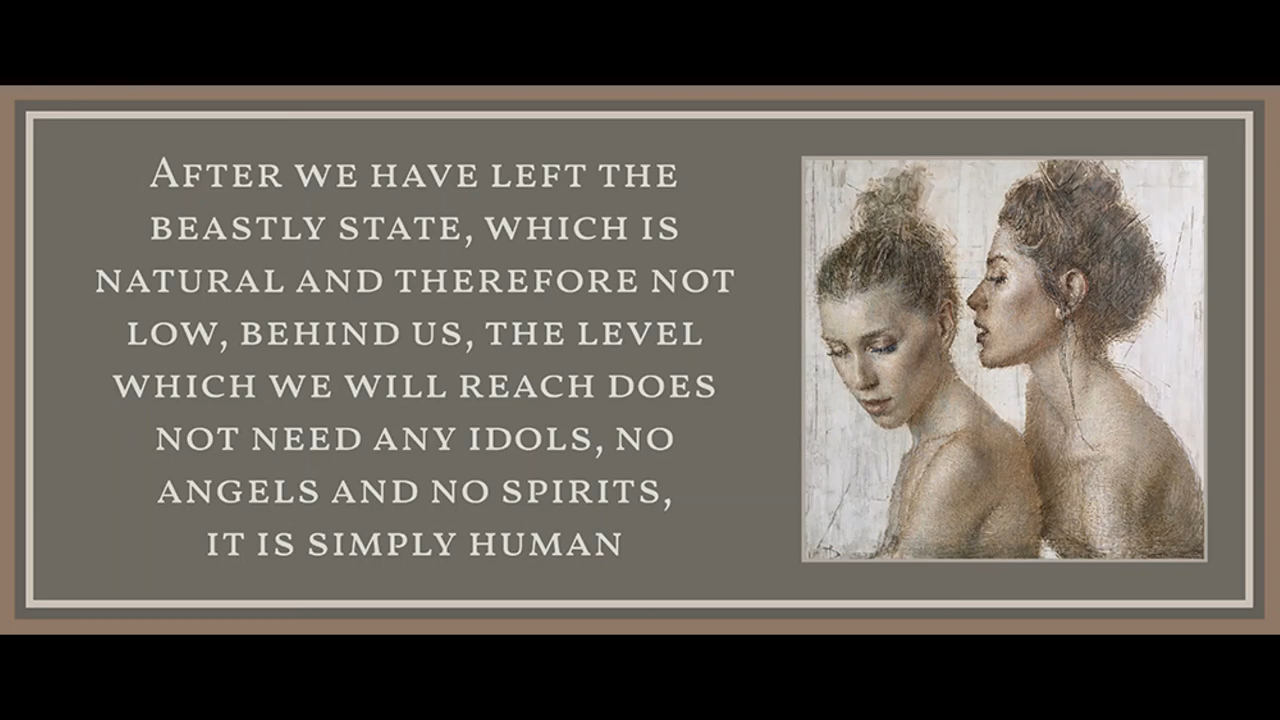 After we have left the
beastly state, which is
natural and therefore not
low, behind us, the level
which we will reach does
not need any idols, no
angels and no spirits,
it is simply human